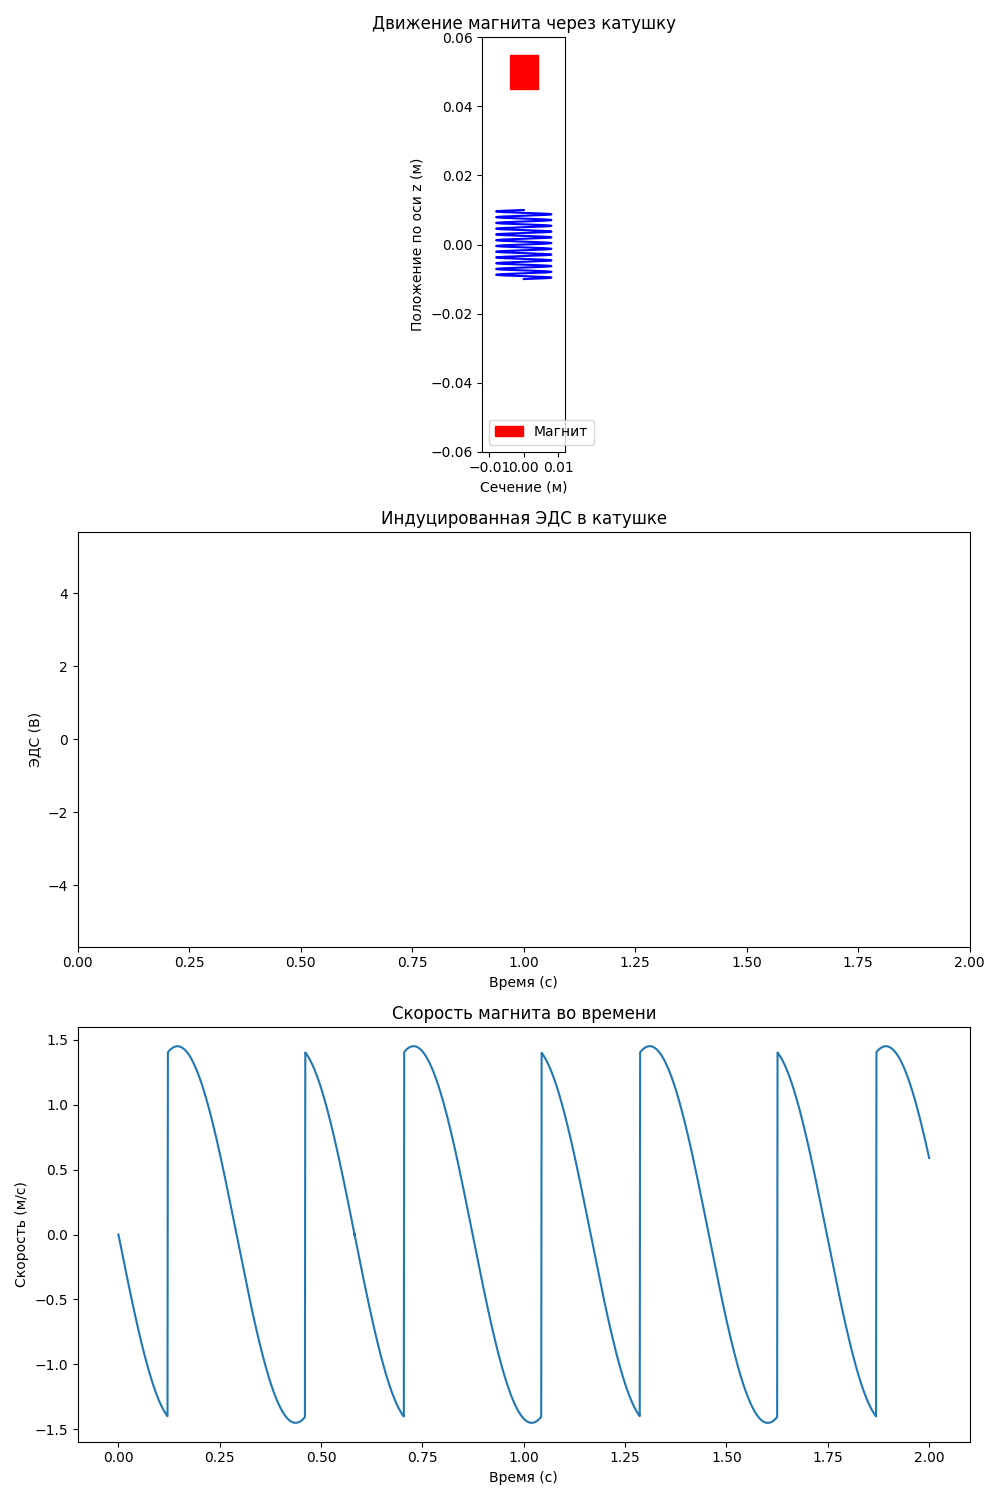 Движение магнита через катушку
0.06
0.04
0.02
0.00
−0.02
−0.04
−0.06
Положение по оси z (м)
Магнит
−0.01 0.00 0.01
Сечение (м)
Индуцированная ЭДС в катушке
4
2
0
−2
−4
ЭДС (В)
0.00 0.25 0.50 0.75 1.00 1.25 1.50 1.75 2.00
Время (с)
Скорость магнита во времени
1.5
1.0
0.5
0.0
−0.5
−1.0
−1.5
Скорость (м/с)
0.00 0.25 0.50 0.75 1.00 1.25 1.50 1.75 2.00
Время (с)